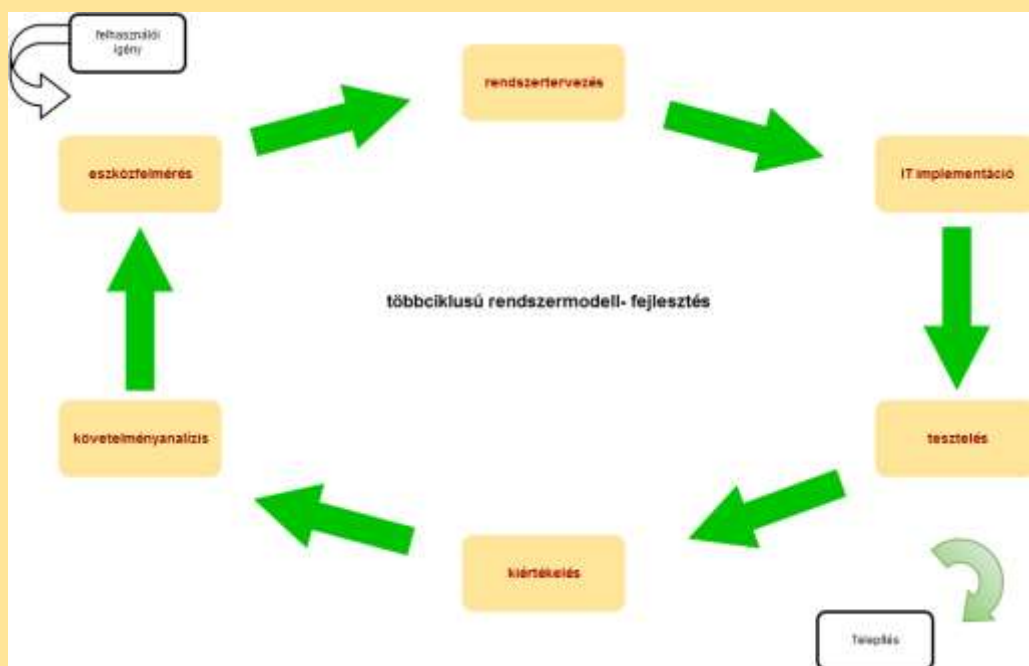 felhasználói
igény
rendszertervezés
eszközfelmérés
IT implementáció
többciklusú rendszermodell- fejlesztés
követelményanalízis
tesztelés
kiértékelés
Telepítés